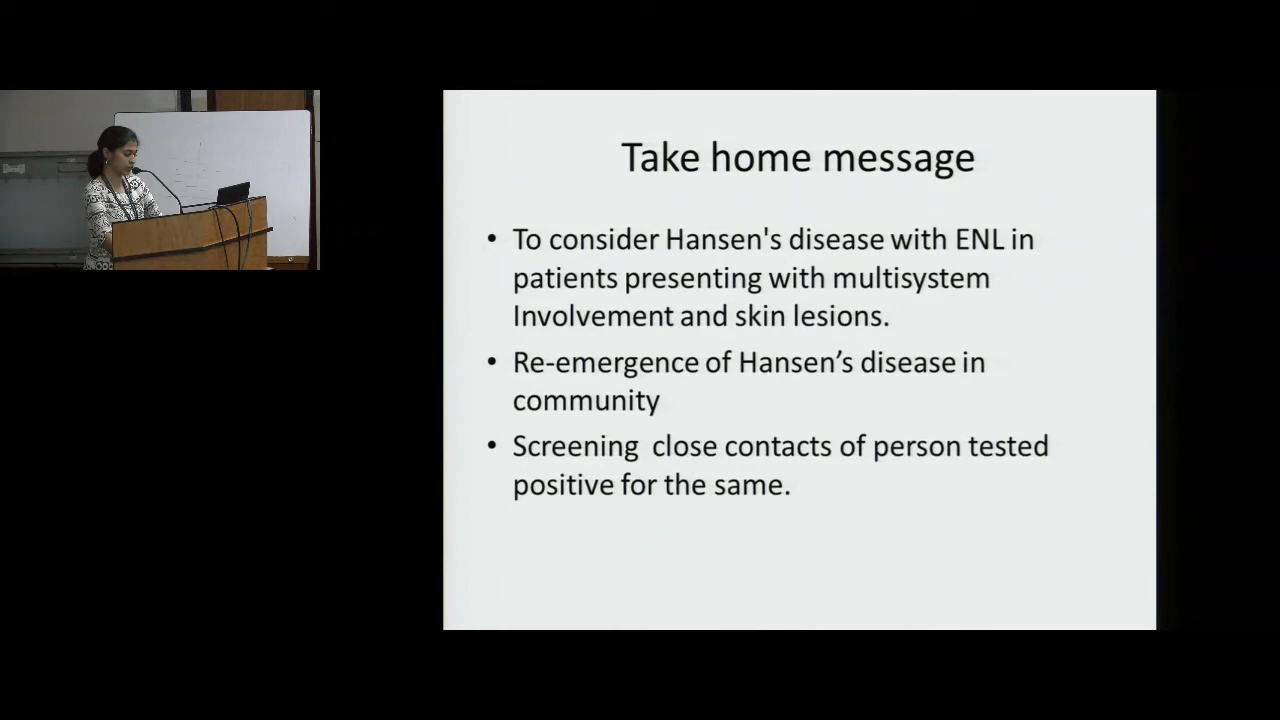 Take home message
• To consider Hansen's disease with ENL in
patients presenting with multisystem
Involvement and skin lesions.
• Re-emergence of Hansen’s disease in
community
• Screening  close contacts of person tested
positive for the same.